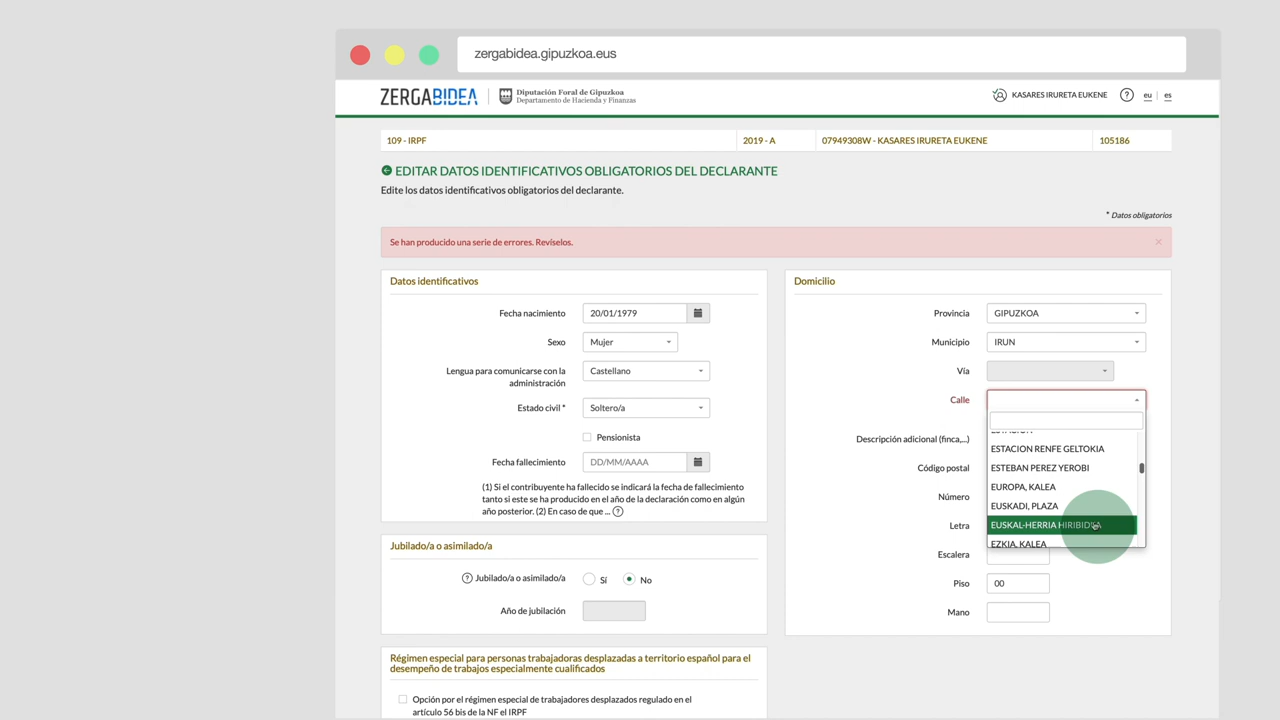 zergabidea.gipuzkoa.eus
ZERGABIDEA
Diputación Foral de Gipuzkoa
Departamento de Hacienda y Finanzas
KASARES IRURETA EUKENE
eu | es
109 - IRPF
2019 - A
07949308W - KASARES IRURETA EUKENE
105186
EDITAR DATOS IDENTIFICATIVOS OBLIGATORIOS DEL DECLARANTE
Edite los datos identificativos obligatorios del declarante.
* Datos obligatorios
Se han producido una serie de errores. Revíselos.
Datos identificativos
Fecha nacimiento
20/01/1979
Sexo
Mujer
Lengua para comunicarse con la
administración
Castellano
Estado civil *
Soltero/a
Pensionista
Fecha fallecimiento
DD/MM/AAAA
(1) Si el contribuyente ha fallecido se indicará la fecha de fallecimiento
tanto si este se ha producido en el año de la declaración como en algún
año posterior. (2) En caso de que ... ?
Jubilado/a o asimilado/a
? Jubilado/a o asimilado/a
Sí
No
Año de jubilación
Régimen especial para personas trabajadoras desplazadas a territorio español para el
desempeño de trabajos especialmente cualificados
Opción por el régimen especial de trabajadores desplazados regulado en el
artículo 56 bis de la NF el IRPF
Domicilio
Provincia
GIPUZKOA
Municipio
IRUN
Vía
Calle
ESTACION RENFE GELTOKIA
ESTEBAN PEREZ YEROBI
EUROPA, KALEA
EUSKADI, PLAZA
EUSKAL-HERRIA HIRIBIDEA
EZKIA, KALEA
Descripción adicional (finca,...)
Código postal
Número
Letra
Escalera
Piso
00
Mano